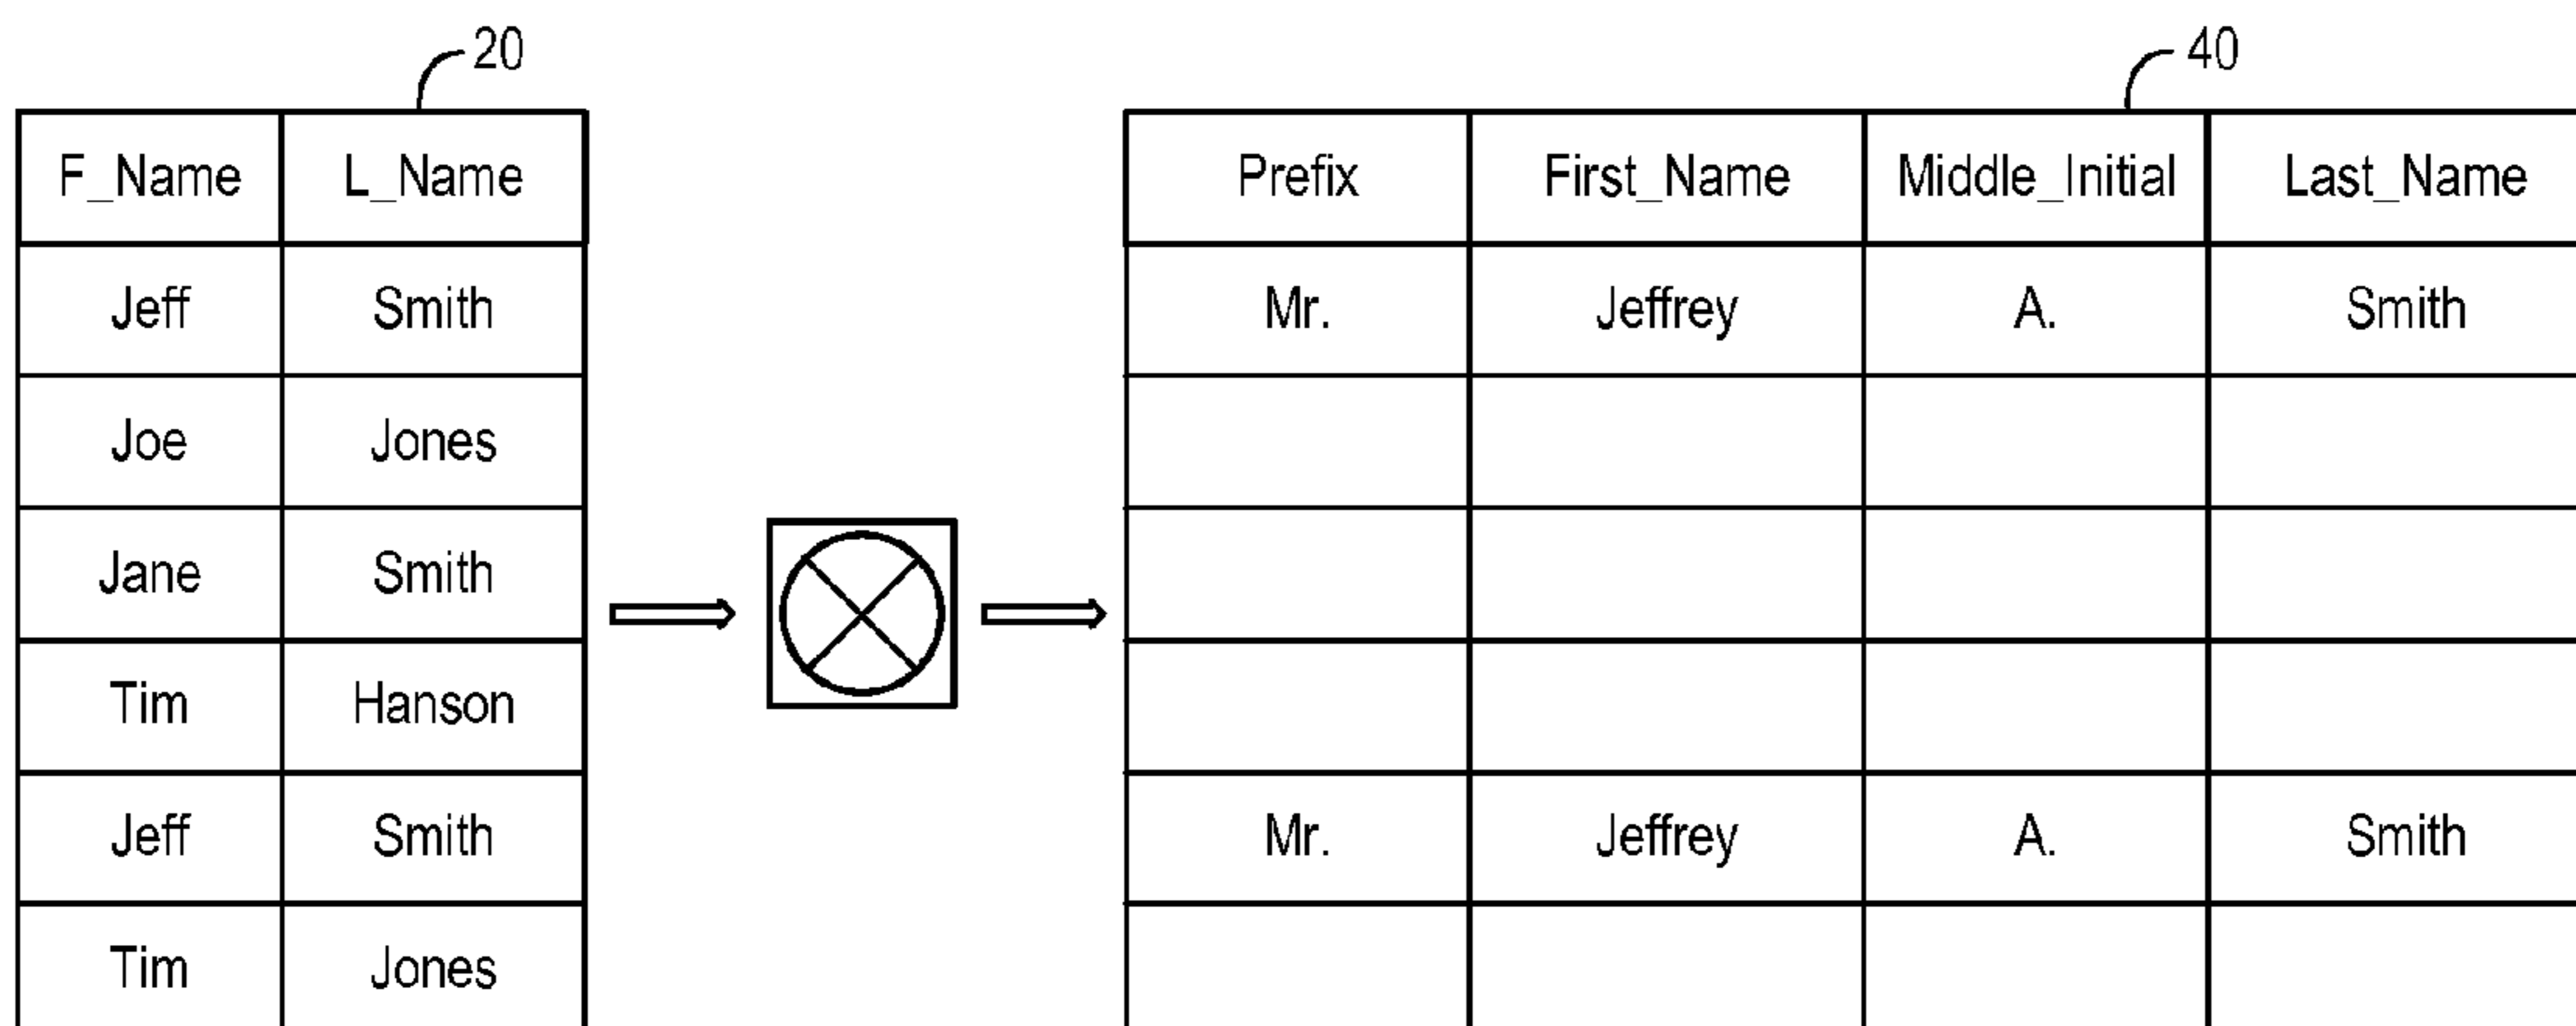 20 40
F_Name L_Name Prefix First_Name Middle_Initial Last_Name
Jeff Smith Mr. Jeffrey A. Smith
Joe Jones
Jane Smith
Tim Hanson
Jeff Smith Mr. Jeffrey A. Smith
Tim Jones